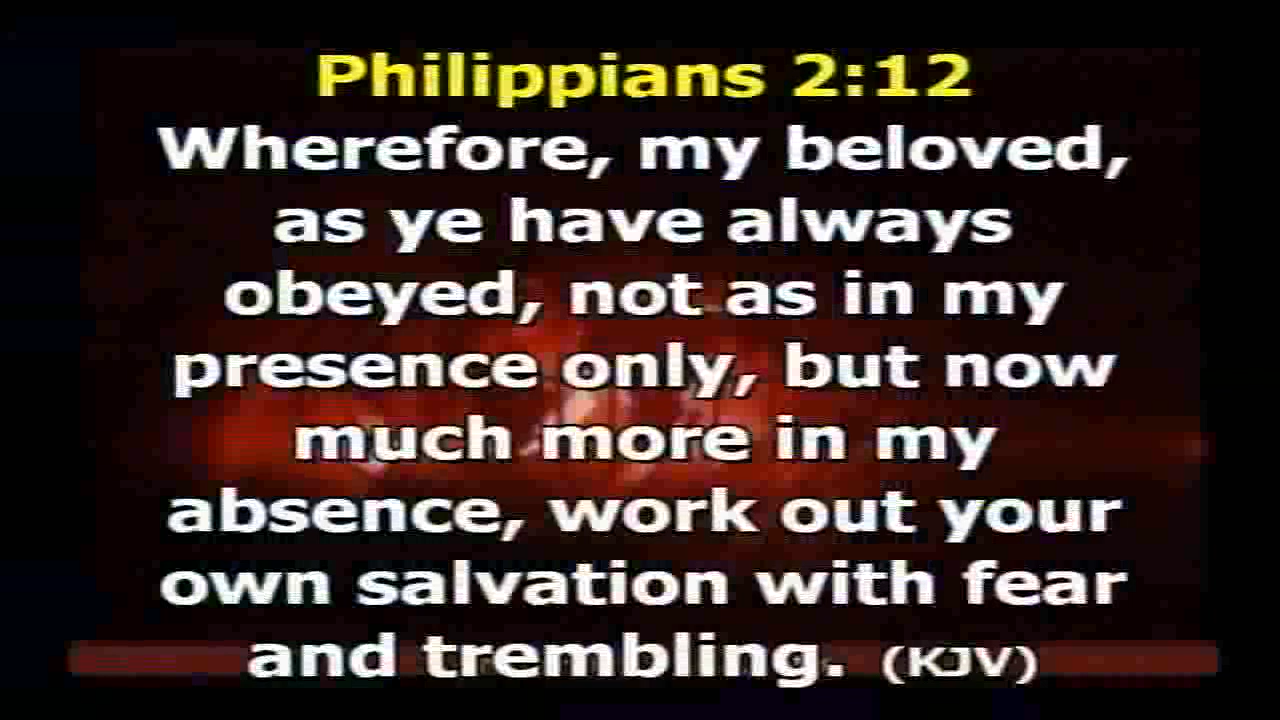 Philippians 2:12
Wherefore, my beloved,
as ye have always
obeyed, not as in my
presence only, but now
much more in my
absence, work out your
own salvation with fear
and trembling. (KJV)